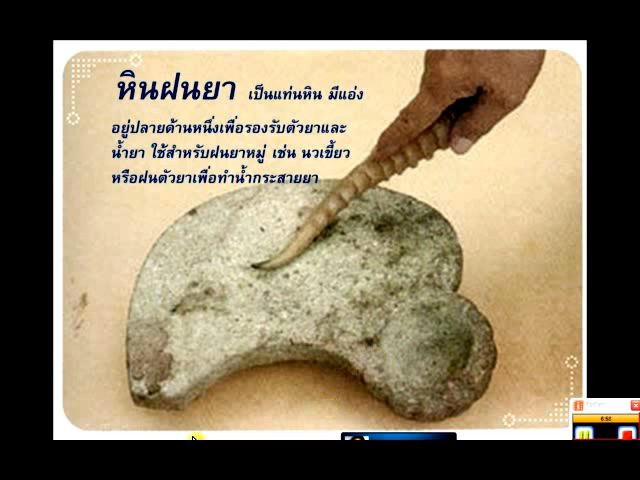 หินฝนยา เป็นแท่นหิน มีแอ่ง
อยู่ปลายด้านหนึ่งเพื่อรองรับตัวยาและ
น้ำยา ใช้สำหรับฝนยาหมู่ เช่น นวเขี้ยว
หรือฝนตัวยาเพื่อทำน้ำกระสายยา
6:50